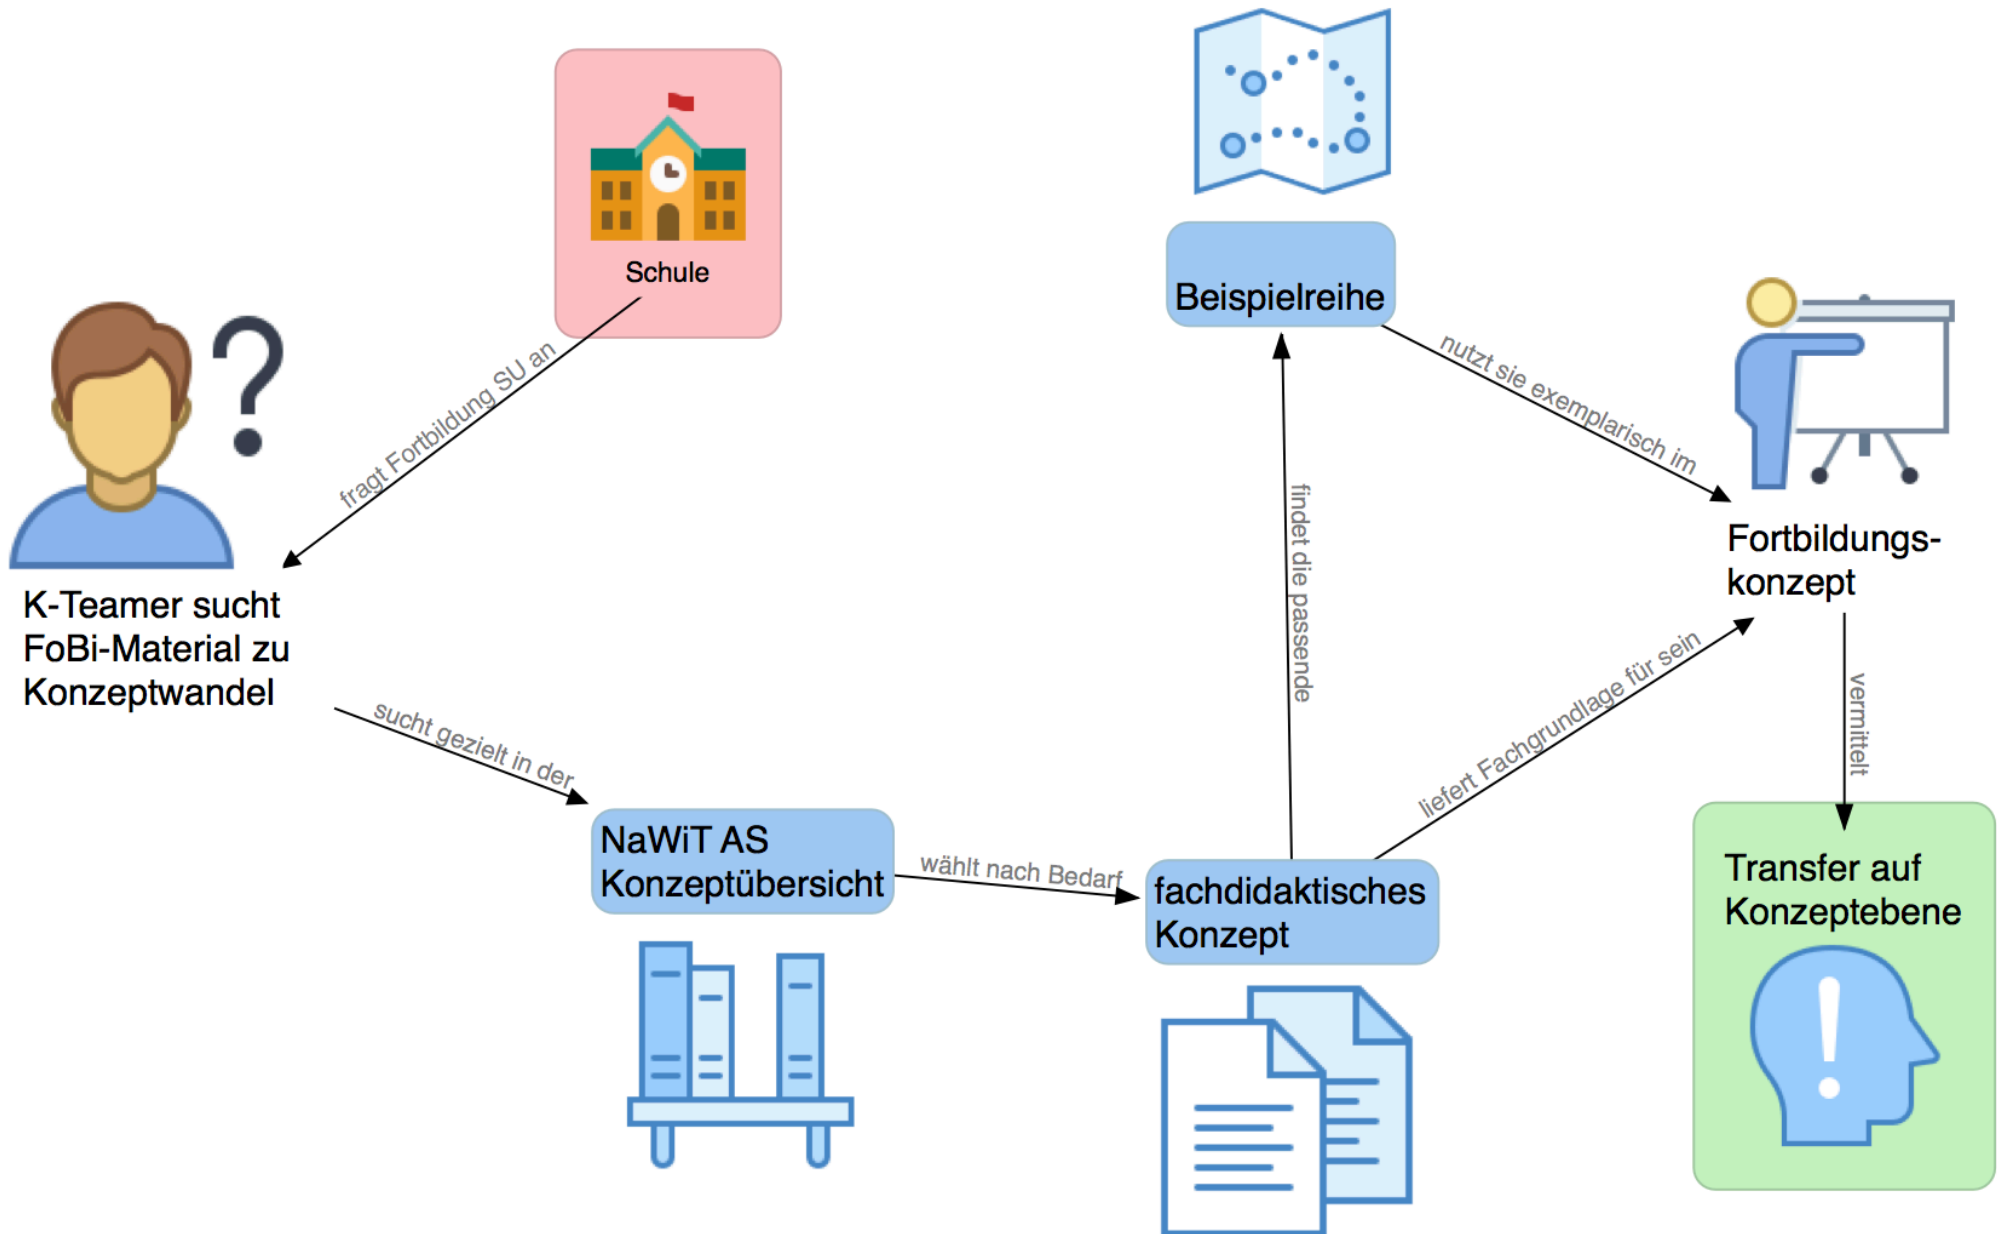 Schule
fragt Fortbildung SU an
K-Teamer sucht
FoBi-Material zu
Konzeptwandel
sucht gezielt in der
NaWiT AS
Konzeptübersicht
wählt nach Bedarf
fachdidaktisches
Konzept
findet die passende
Beispielreihe
nutzt sie exemplarisch im
liefert Fachgrundlage für sein
Fortbildungs-
konzept
vermittelt
Transfer auf
Konzeptebene